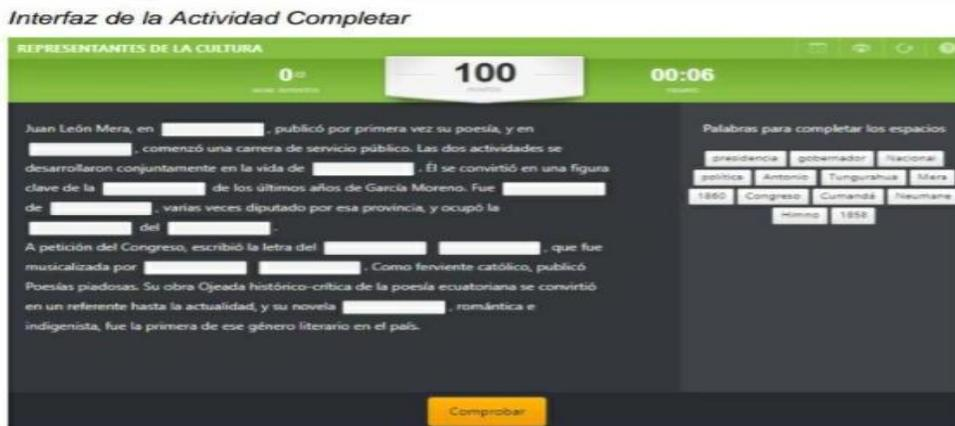 Interfaz de la Actividad Completar
REPRESENTANTES DE LA CULTURA
0
100
00:06
Juan León Mera, en , publicó por primera vez su poesía, y en
, comenzó una carrera de servicio público. Las dos actividades se
desarrollaron conjuntamente en la vida de . Él se convirtió en una figura
clave de la de los últimos años de García Moreno. Fue
de , varias veces diputado por esa provincia, y ocupó la
del .
A petición del Congreso, escribió la letra del , que fue
musicalizada por . Como ferviente católico, publicó
Poesías piadosas. Su obra Ojeada histórico-crítica de la poesía ecuatoriana se convirtió
en un referente hasta la actualidad, y su novela , romántica e
indigenista, fue la primera de ese género literario en el país.
Palabras para completar los espacios
presidencia gobernador Nacional
política Antonio Tungurahua Mera
1860 Congreso Cumandá Neumane
Himno 1858
Comprobar